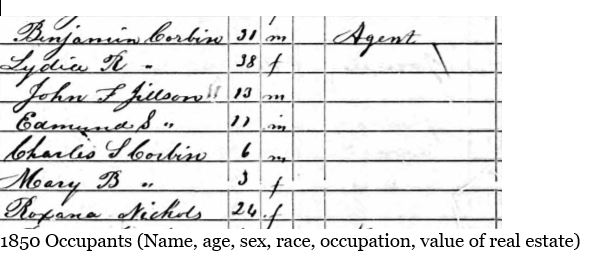 Benjamin Corbin 31 m Agent
Lydia R " 38 f
John F Jillson 13 m
Edmund S " 11 m
Charles S Corbin 6 m
Mary B " 3 f
Roxana Nichols 24 f
1850 Occupants (Name, age, sex, race, occupation, value of real estate)